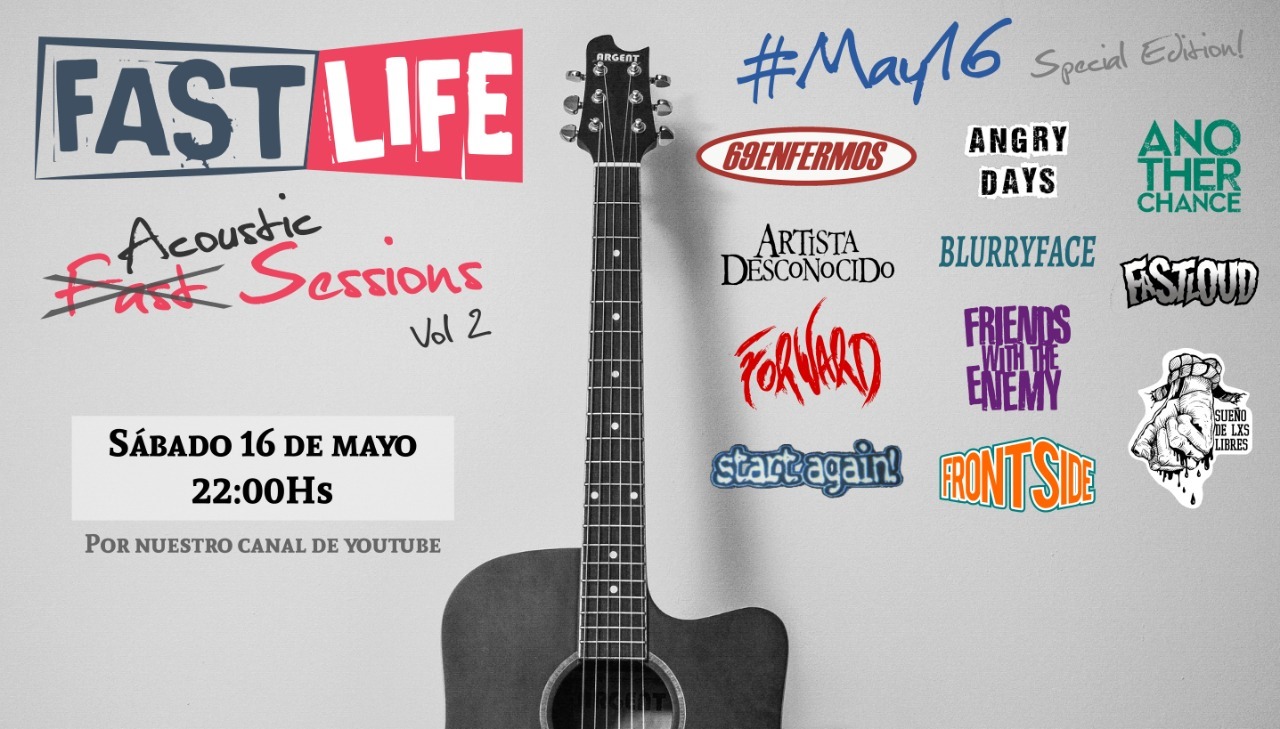 FAST LIFE
Acoustic
Fast Sessions
Vol 2
SÁBADO 16 DE MAYO
22:00HS
POR NUESTRO CANAL DE YOUTUBE
ARGENT
ARGENT
#May16 Special Edition!
69ENFERMOS
ANGRY
DAYS
ANO
THER
CHANCE
ARTISTA
DESCONOCIDO
BLURRYFACE
FASTLOUD
FORWARD
FRIENDS
WITH THE
ENEMY
SUEÑO
DE LXS
LIBRES
start again!
FRONTSIDE